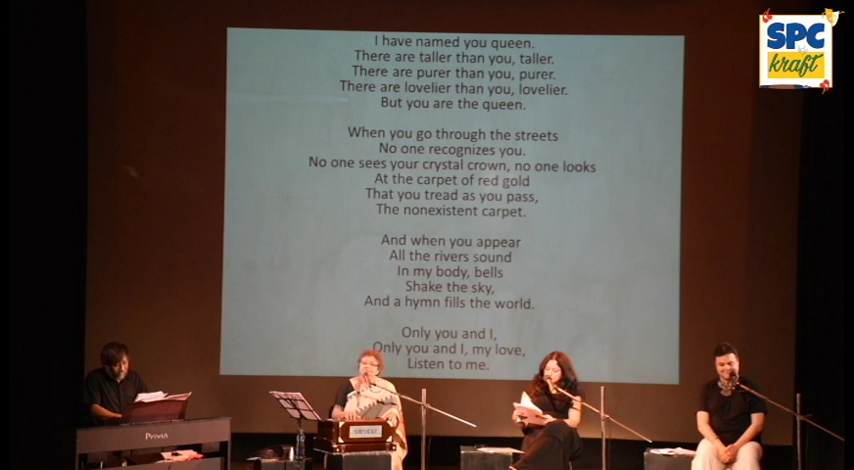 I have named you queen.
There are taller than you, taller.
There are purer than you, purer.
There are lovelier than you, lovelier.
But you are the queen.
When you go through the streets
No one recognizes you.
No one sees your crystal crown, no one looks
At the carpet of red gold
That you tread as you pass,
The nonexistent carpet.
And when you appear
All the rivers sound
In my body, bells
Shake the sky,
And a hymn fills the world.
Only you and I,
Only you and I, my love,
Listen to me.
SPC
kraft
Privia